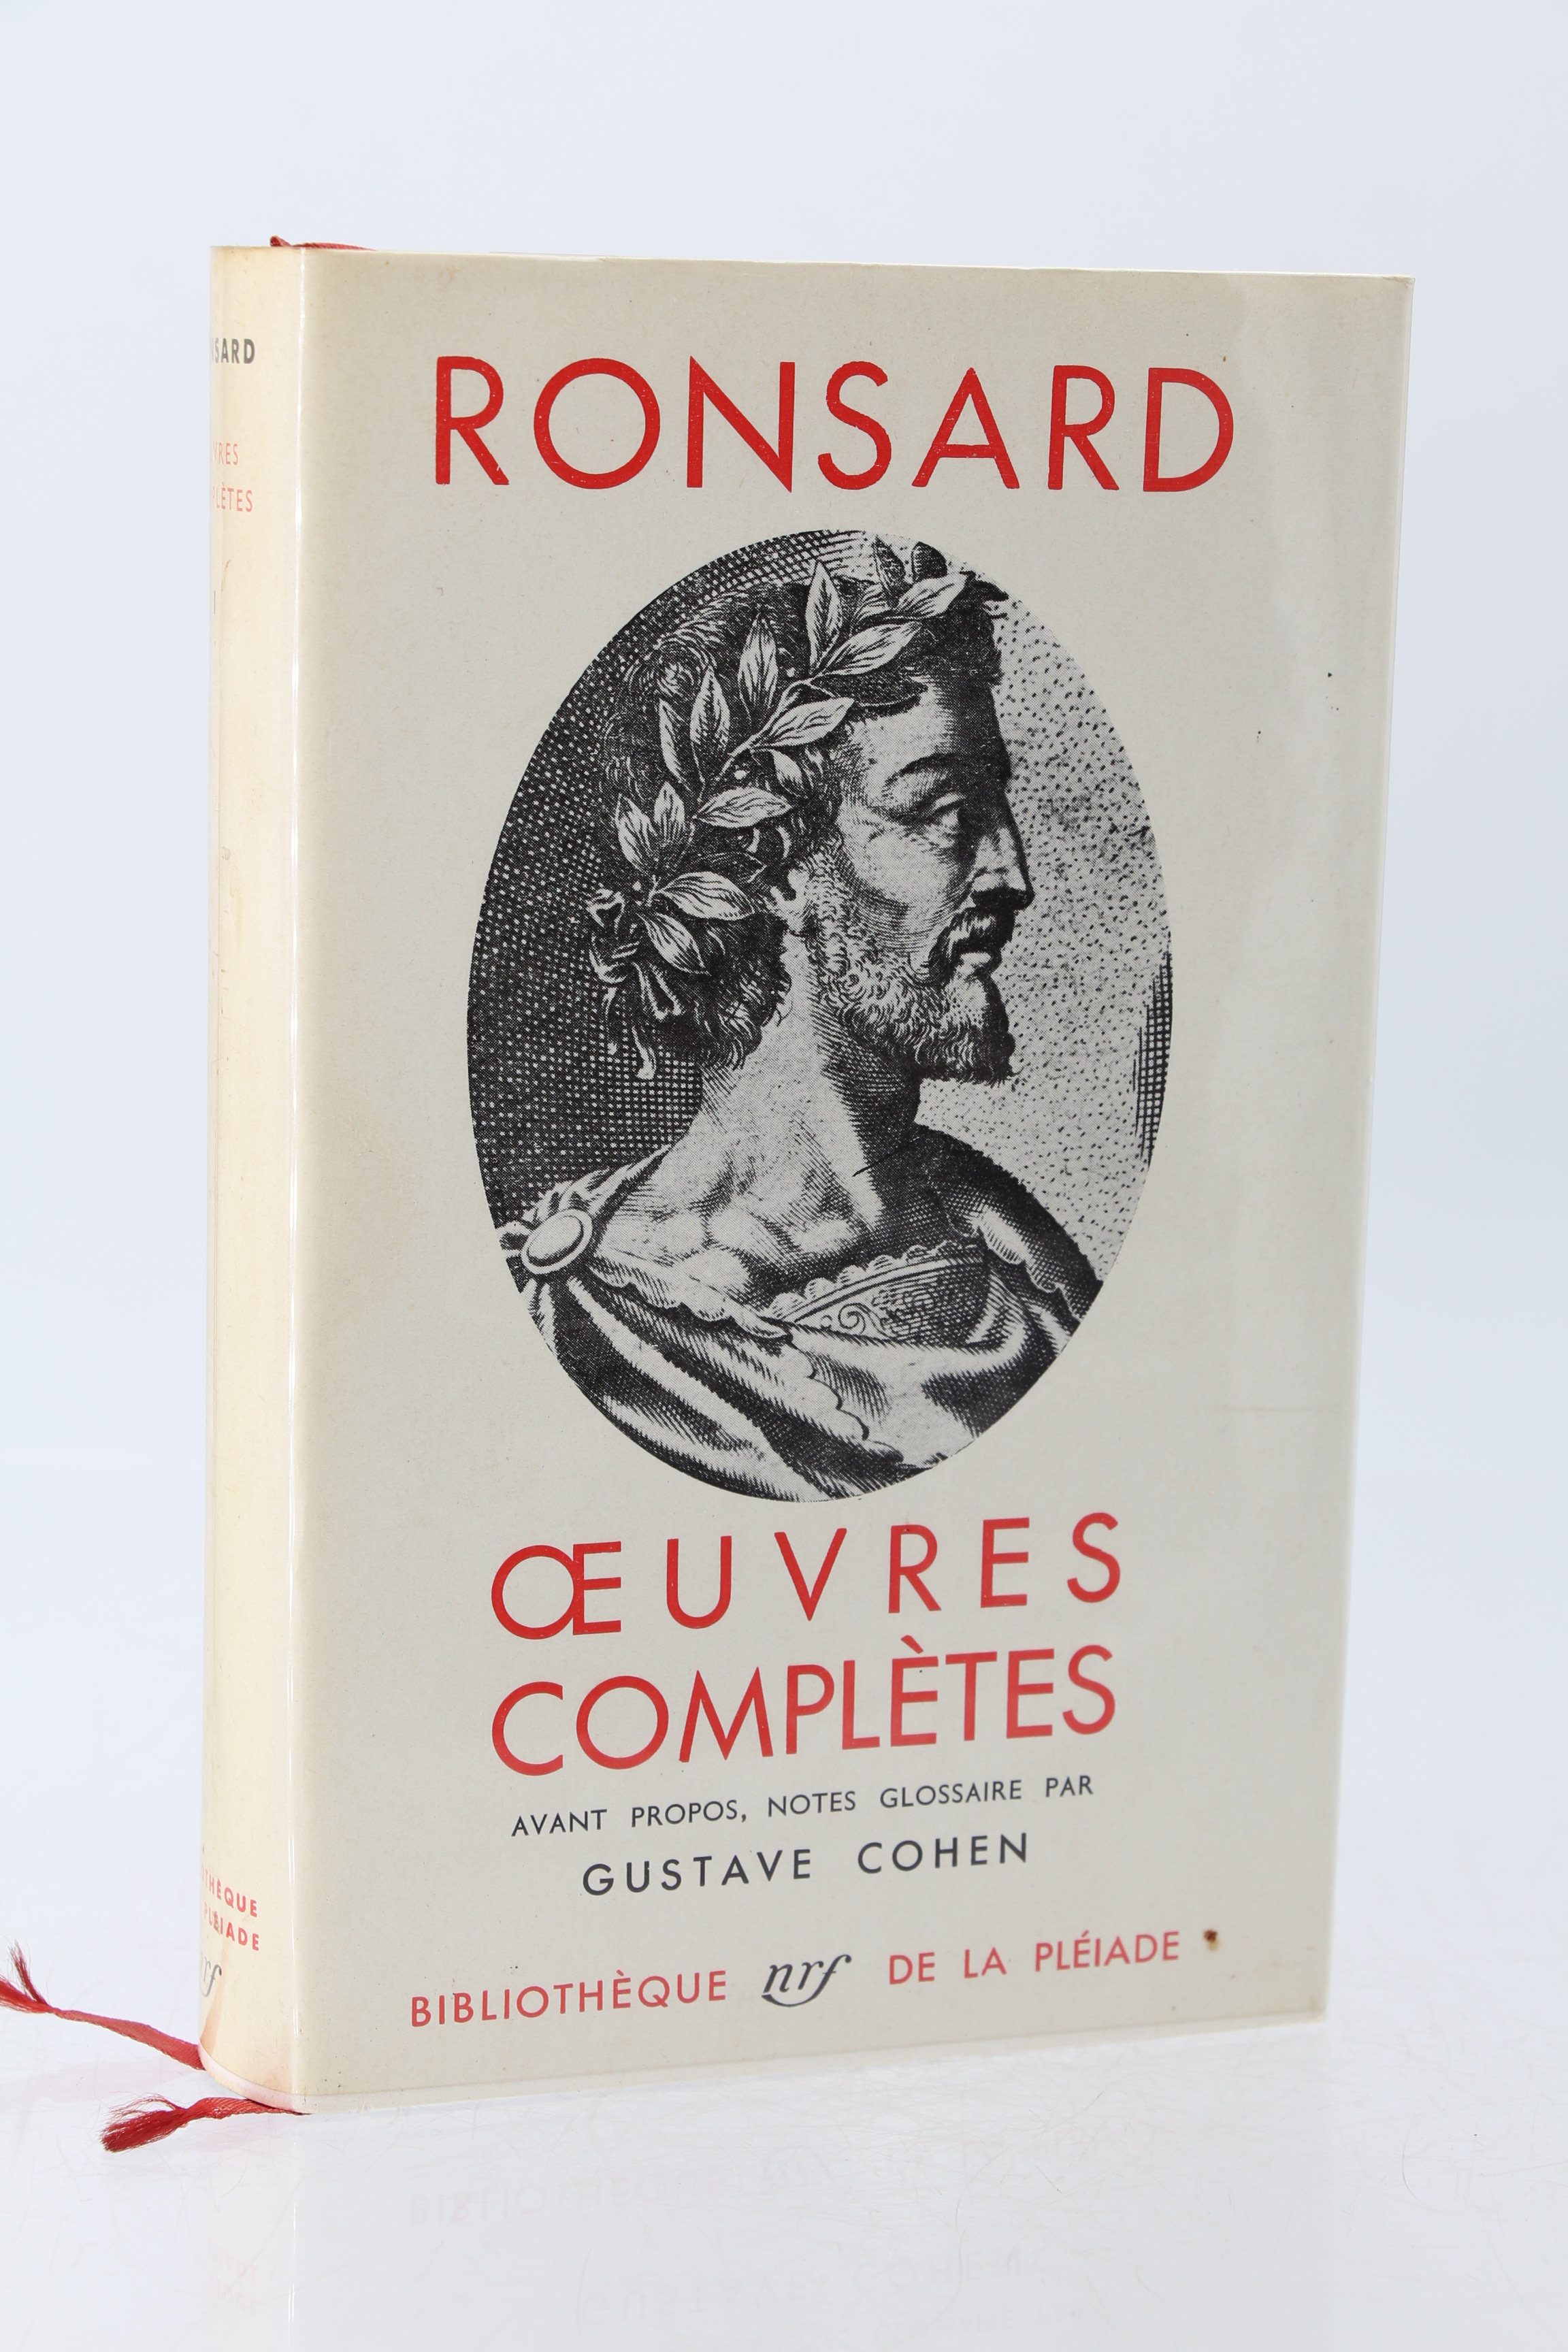 RONSARD
ŒUVRES
COMPLÈTES
AVANT PROPOS, NOTES GLOSSAIRE PAR
GUSTAVE COHEN
BIBLIOTHÈQUE nrf DE LA PLÉIADE